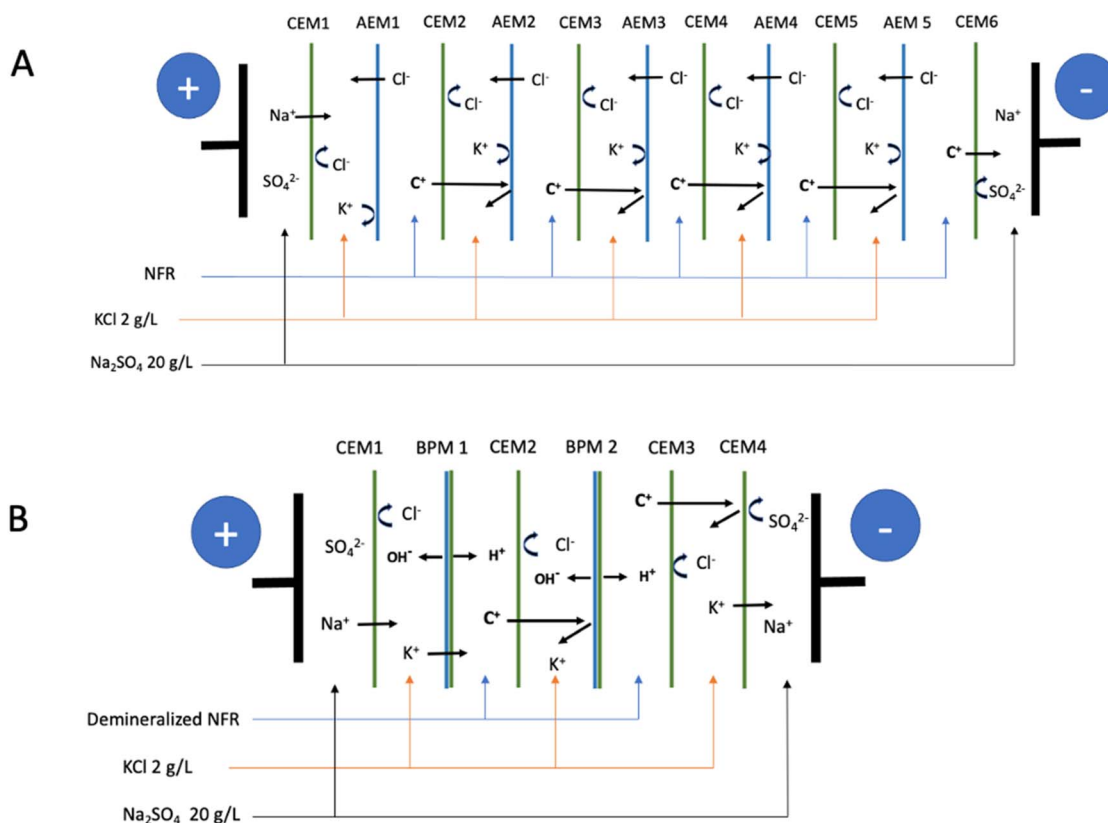 A
CEM1 AEM1 CEM2 AEM2 CEM3 AEM3 CEM4 AEM4 CEM5 AEM 5 CEM6
+ -
Cl⁻ Cl⁻ Cl⁻ Cl⁻ Cl⁻
Cl⁻ Cl⁻ Cl⁻ Cl⁻
Na⁺ Na⁺
K⁺ K⁺ K⁺ K⁺
Cl⁻ C⁺
SO₄²⁻ C⁺ C⁺ C⁺ C⁺ SO₄²⁻
K⁺
NFR
KCl 2 g/L
Na₂SO₄ 20 g/L
B
CEM1 BPM 1 CEM2 BPM 2 CEM3 CEM4
+ -
C⁺
Cl⁻ SO₄²⁻
SO₄²⁻ Cl⁻
OH⁻ H⁺ Cl⁻
OH⁻ H⁺
Na⁺ C⁺ K⁺ Na⁺
K⁺ K⁺
Demineralized NFR
KCl 2 g/L
Na₂SO₄ 20 g/L